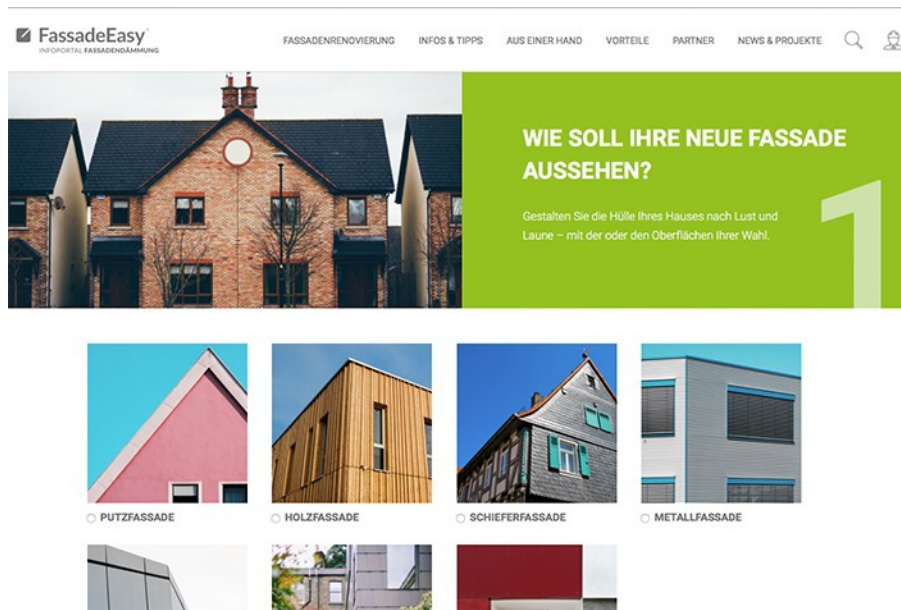 FassadeEasy
INFOPORTAL FASSADENDÄMMUNG
FASSADENRENOVIERUNG INFOS & TIPPS AUS EINER HAND VORTEILE PARTNER NEWS & PROJEKTE
WIE SOLL IHRE NEUE FASSADE
AUSSEHEN?
Gestalten Sie die Hülle Ihres Hauses nach Lust und
Laune – mit der oder den Oberflächen Ihrer Wahl.
1
PUTZFASSADE HOLZFASSADE SCHIEFERFASSADE METALLFASSADE